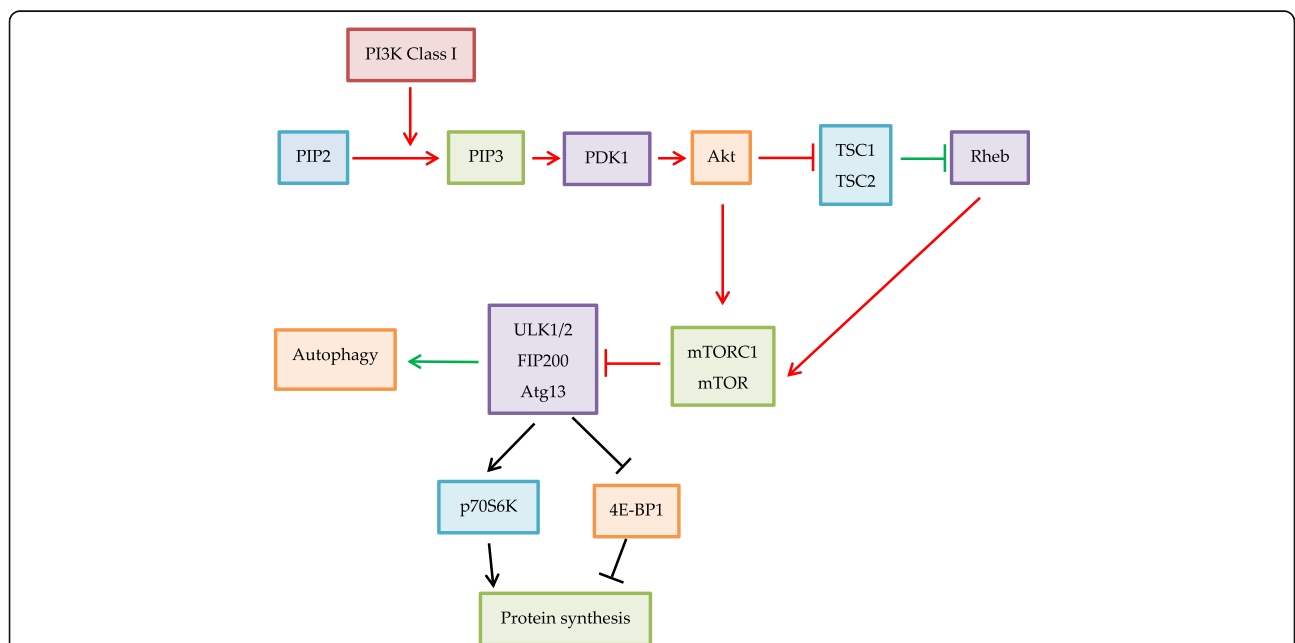 PI3K Class I
PIP2
PIP3
PDK1
Akt
TSC1
TSC2
Rheb
Autophagy
ULK1/2
FIP200
Atg13
mTORC1
mTOR
p70S6K
4E-BP1
Protein synthesis